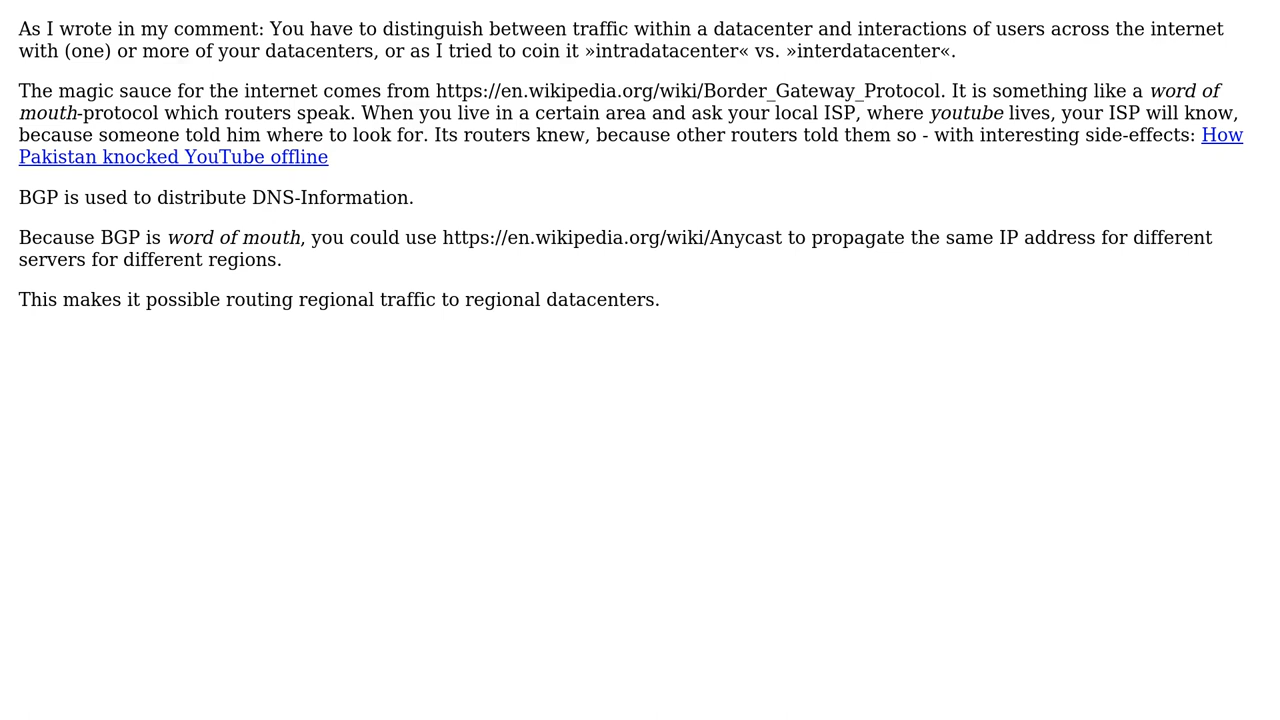 As I wrote in my comment: You have to distinguish between traffic within a datacenter and interactions of users across the internet
with (one) or more of your datacenters, or as I tried to coin it »intradatacenter« vs. »interdatacenter«.
The magic sauce for the internet comes from https://en.wikipedia.org/wiki/Border_Gateway_Protocol. It is something like a word of
mouth-protocol which routers speak. When you live in a certain area and ask your local ISP, where youtube lives, your ISP will know,
because someone told him where to look for. Its routers knew, because other routers told them so - with interesting side-effects: How
Pakistan knocked YouTube offline
BGP is used to distribute DNS-Information.
Because BGP is word of mouth, you could use https://en.wikipedia.org/wiki/Anycast to propagate the same IP address for different
servers for different regions.
This makes it possible routing regional traffic to regional datacenters.